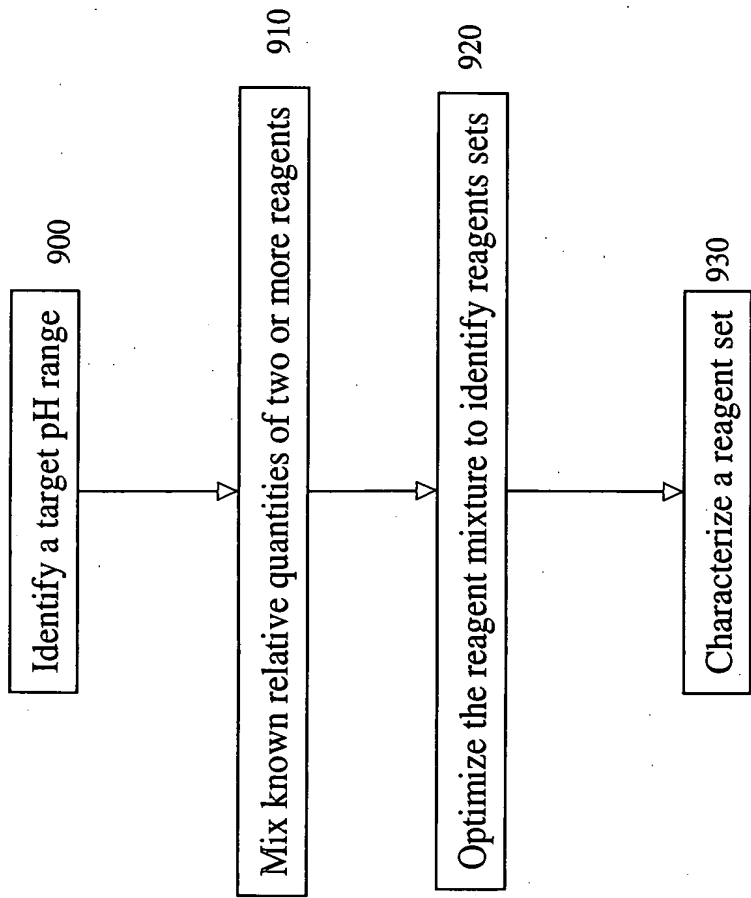 Identify a target pH range
900
Mix known relative quantities of two or more reagents
910
Optimize the reagent mixture to identify reagents sets
920
Characterize a reagent set
930